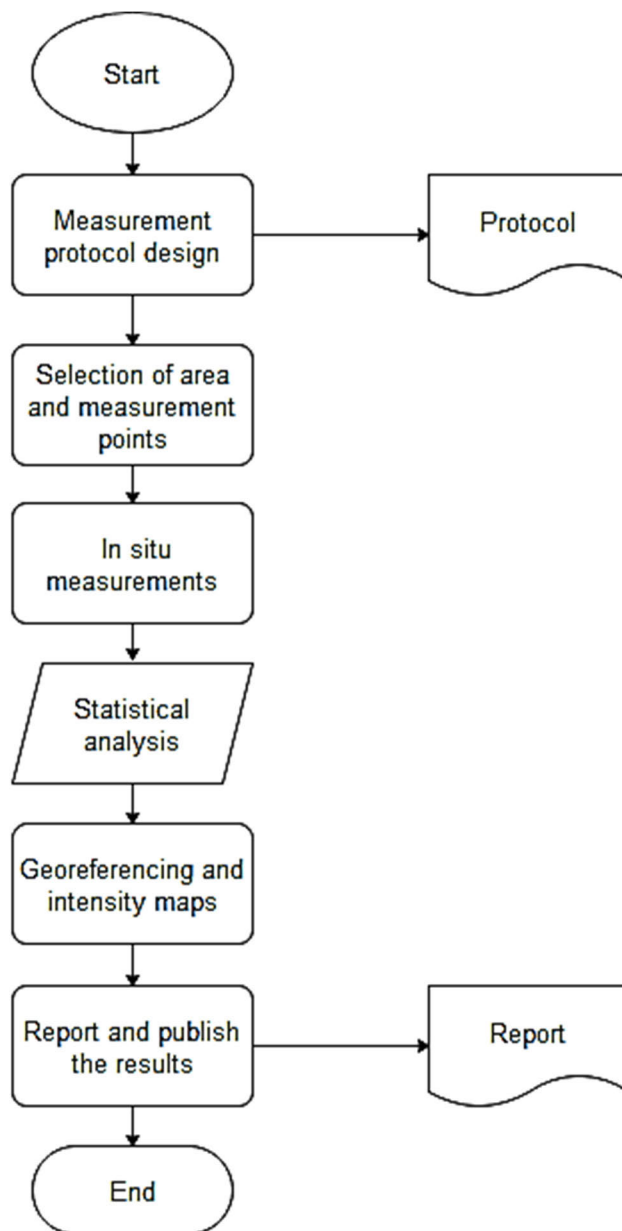 Start
Measurement
protocol design
Protocol
Selection of area
and measurement
points
In situ
measurements
Statistical
analysis
Georeferencing and
intensity maps
Report and publish
the results
Report
End